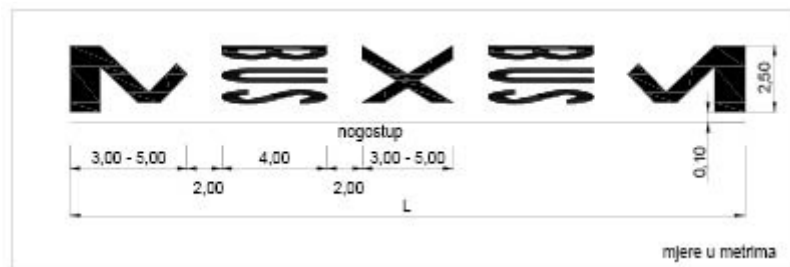 BUS BUS
2,50
nogostup
3,00 - 5,00 4,00 3,00 - 5,00
0,10
2,00 2,00
L
mjere u metrima